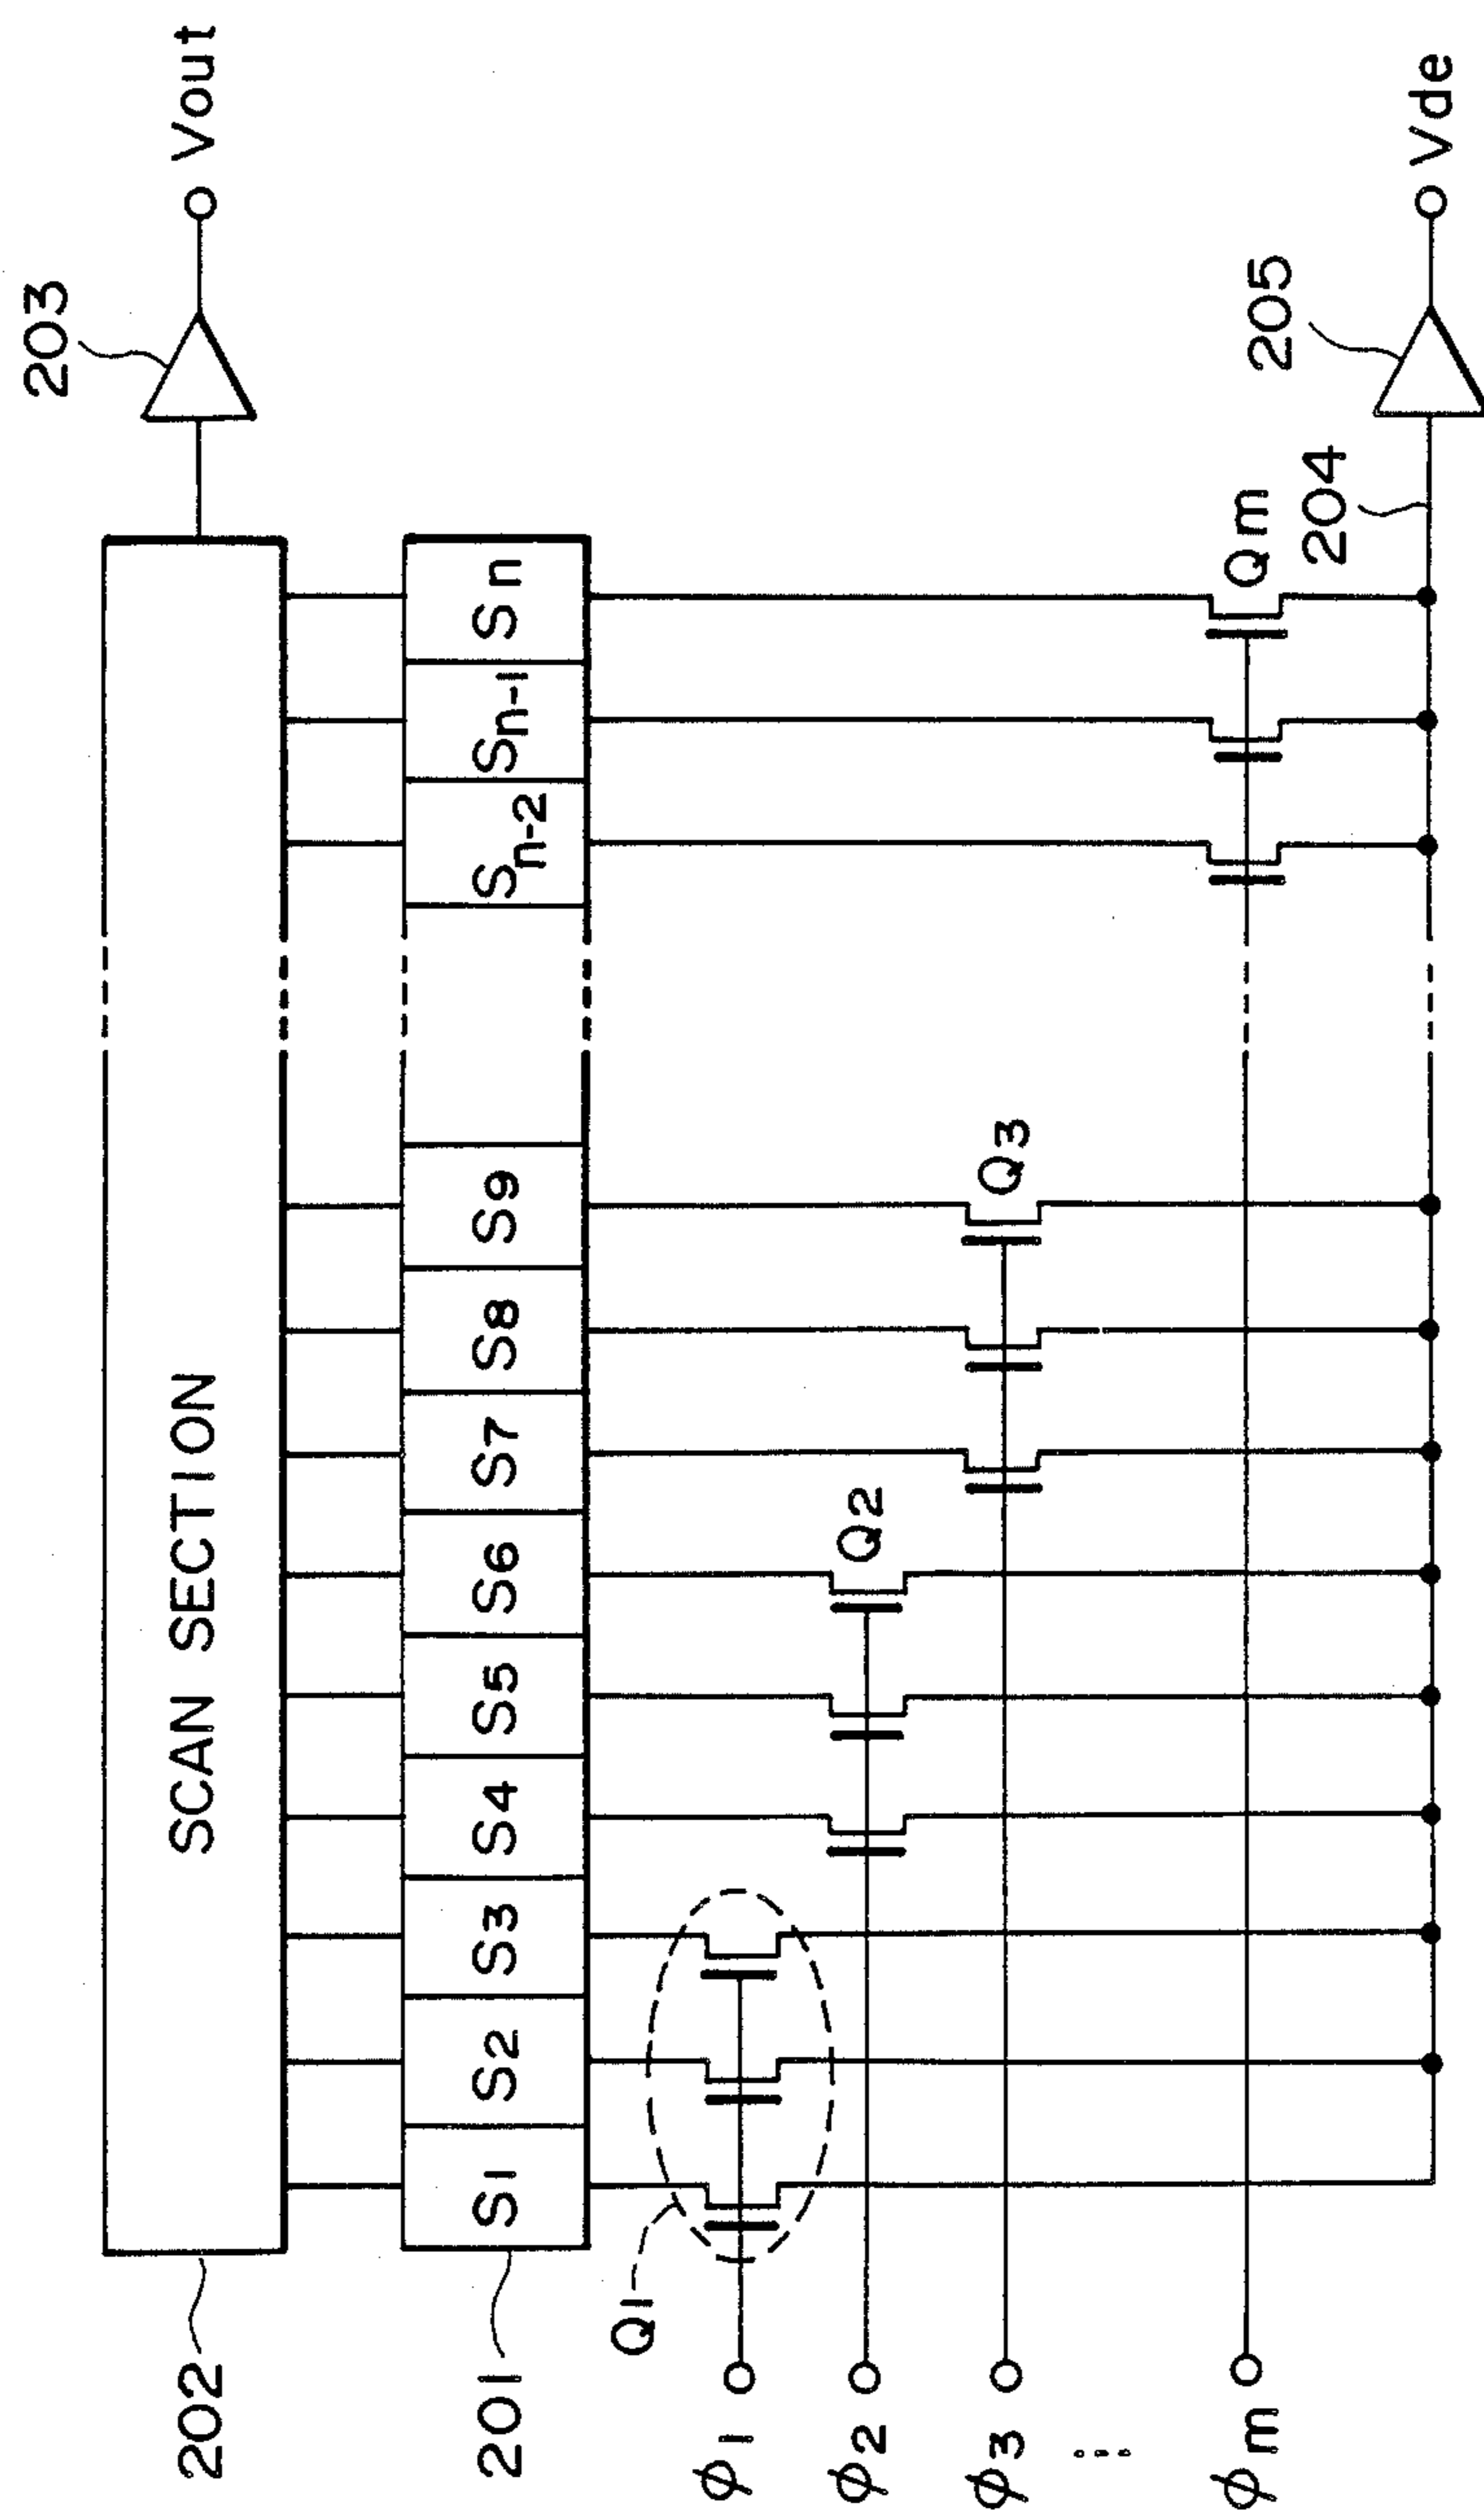 203
Vout
SCAN SECTION
202
201
S1 S2 S3 S4 S5 S6 S7 S8 S9 Sn-2 Sn-1 Sn
Q1
φ1
Q2
φ2
Q3
φ3
⋮
Qm
φm
204
205
Vde